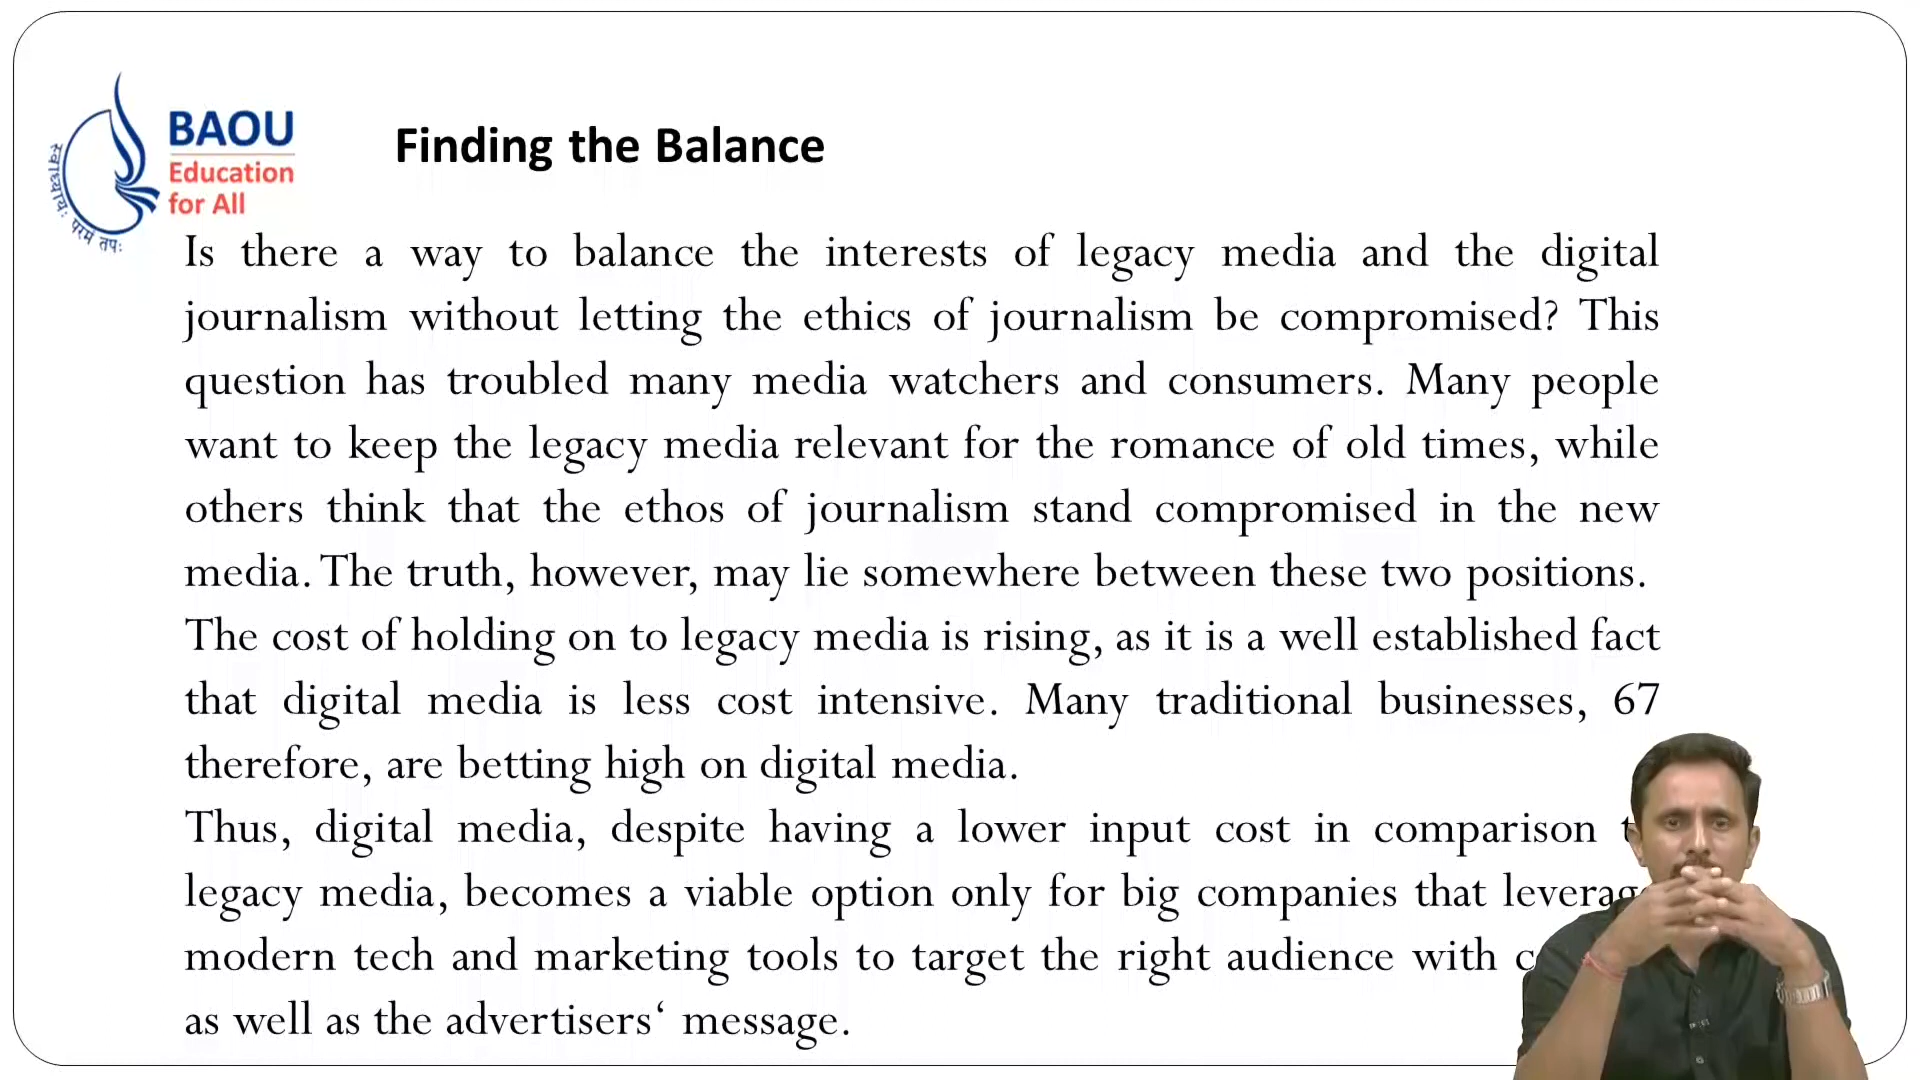 BAOU
Education
for All
स्वाध्यायः परमं तपः
Finding the Balance
Is there a way to balance the interests of legacy media and the digital
journalism without letting the ethics of journalism be compromised? This
question has troubled many media watchers and consumers. Many people
want to keep the legacy media relevant for the romance of old times, while
others think that the ethos of journalism stand compromised in the new
media. The truth, however, may lie somewhere between these two positions.
The cost of holding on to legacy media is rising, as it is a well established fact
that digital media is less cost intensive. Many traditional businesses, 67
therefore, are betting high on digital media.
Thus, digital media, despite having a lower input cost in comparison
legacy media, becomes a viable option only for big companies that
modern tech and marketing tools to target the right audience with
as well as the advertisers‘ message.